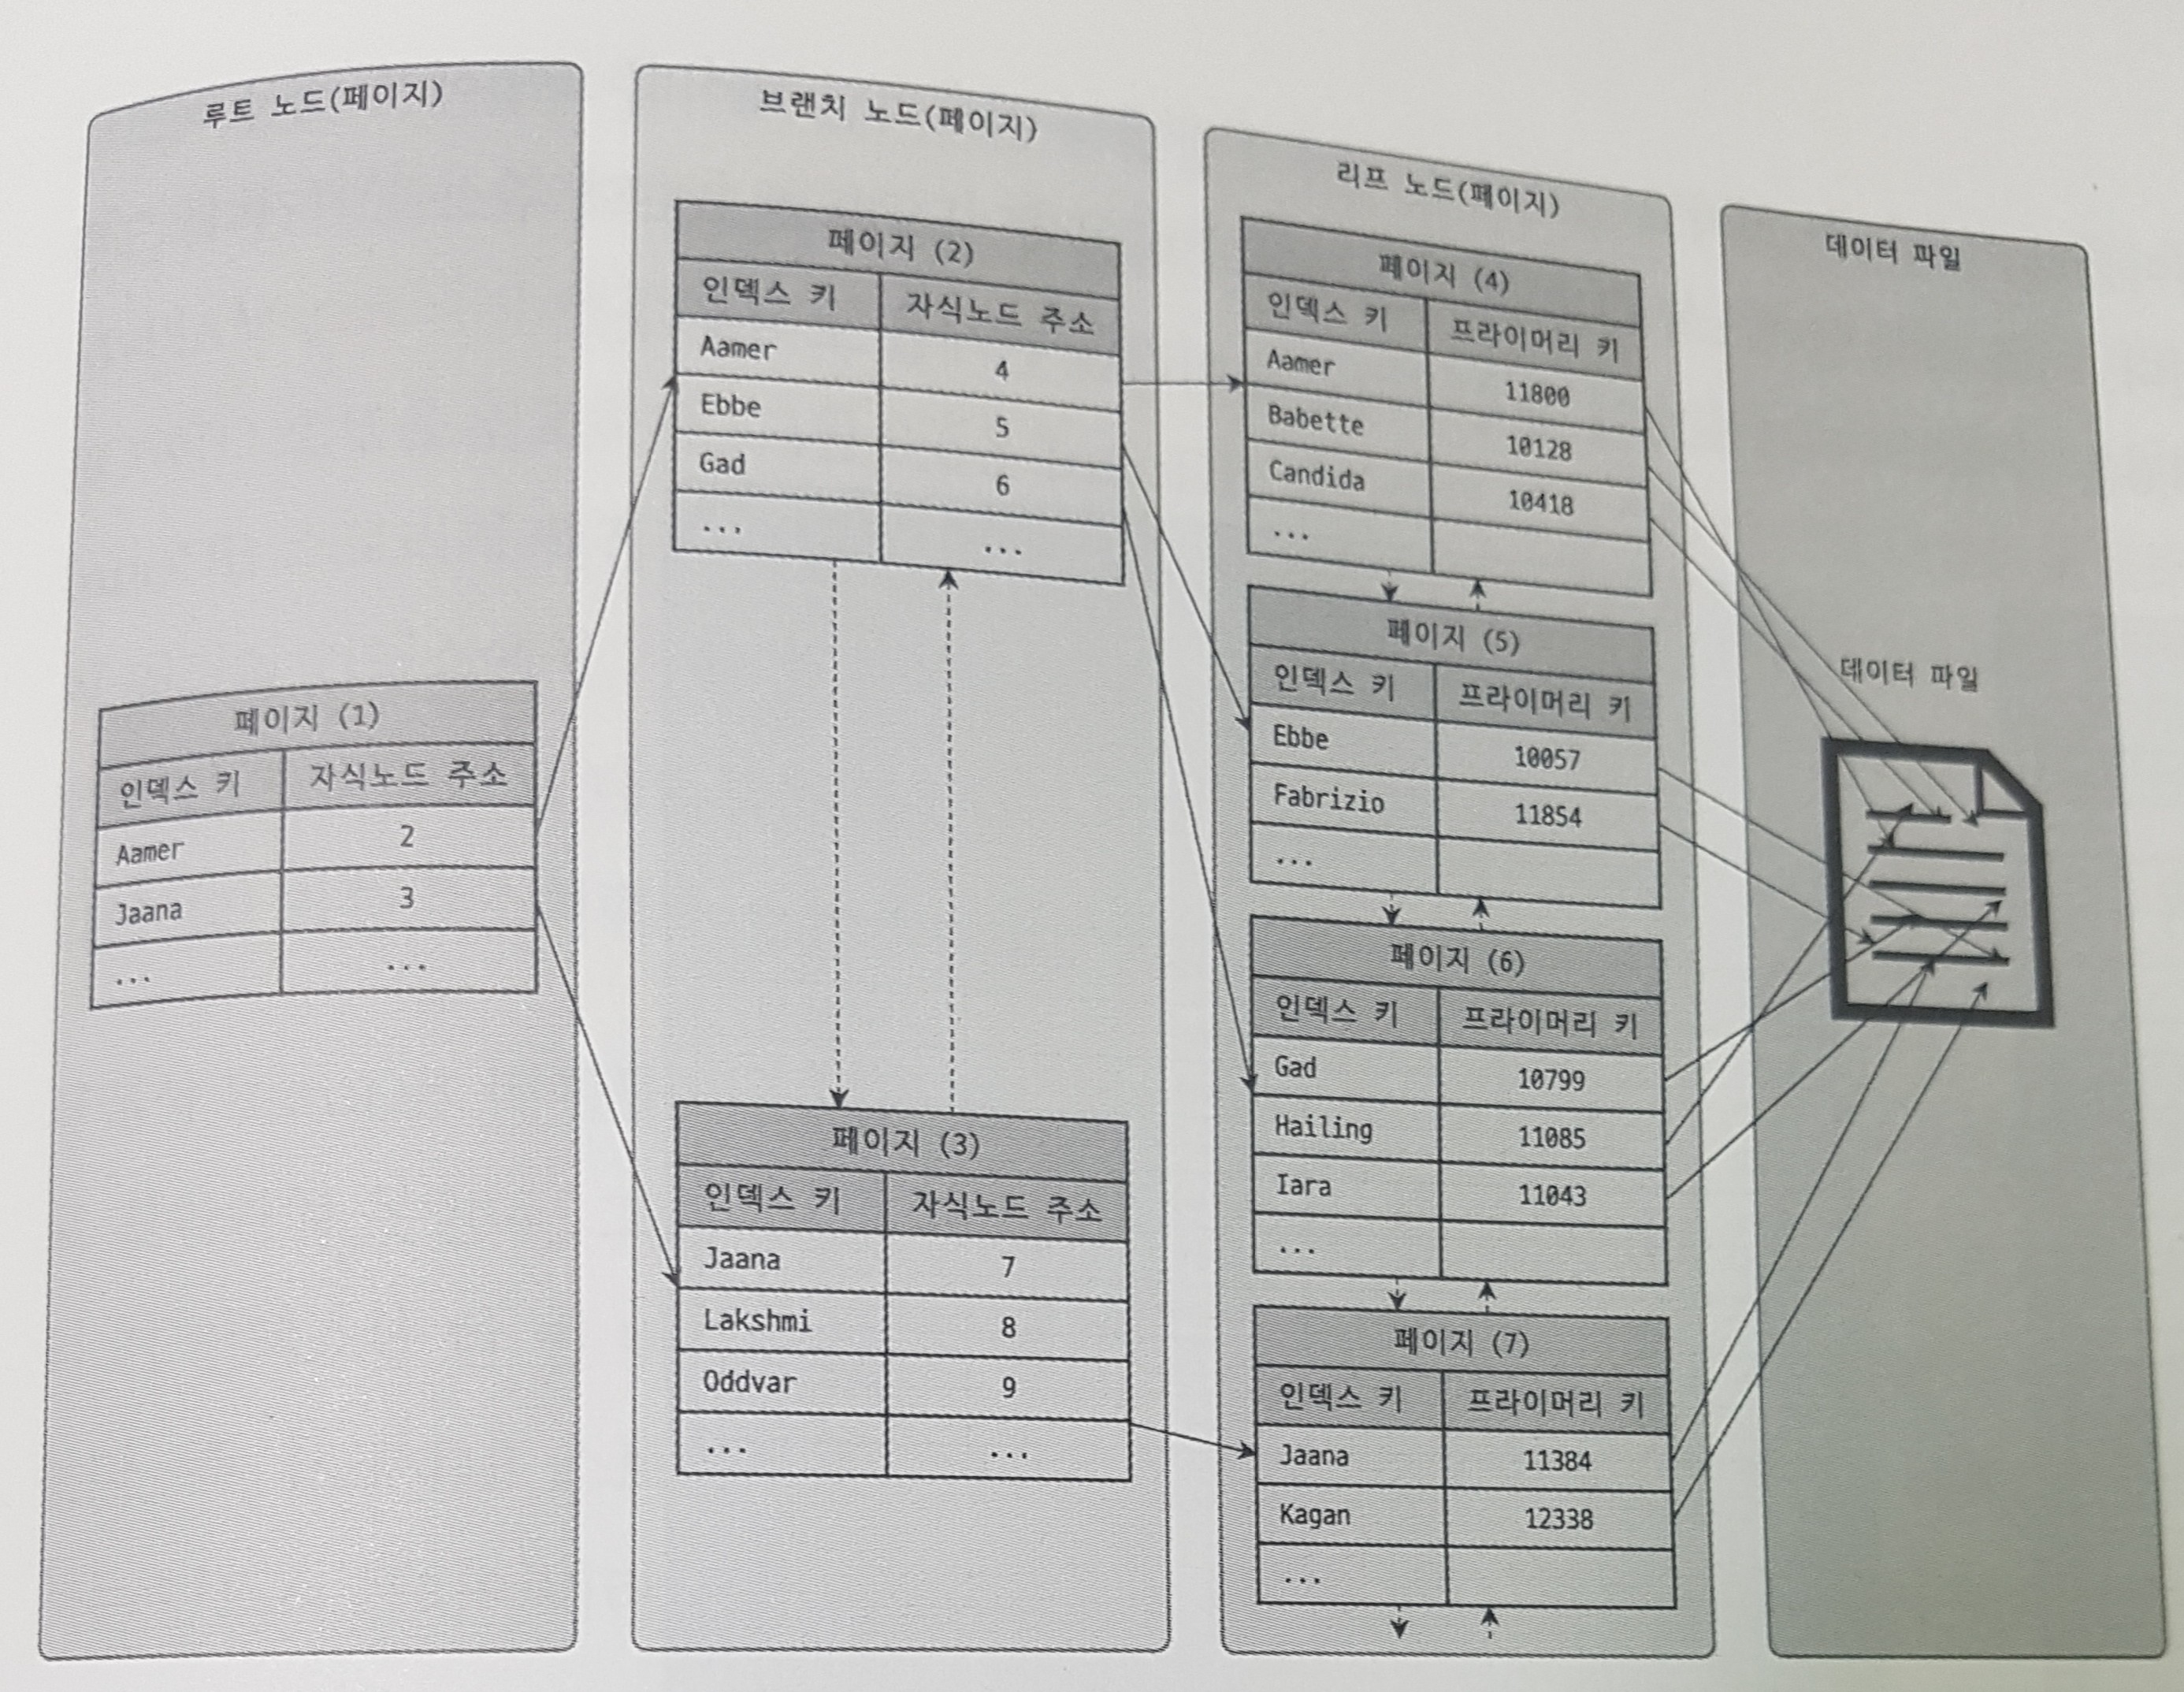 루트 노드(페이지)
페이지 (1)
인덱스 키 자식노드 주소
Aamer 2
Jaana 3
... ...
브랜치 노드(페이지)
페이지 (2)
인덱스 키 자식노드 주소
Aamer 4
Ebbe 5
Gad 6
... ...
페이지 (3)
인덱스 키 자식노드 주소
Jaana 7
Lakshmi 8
Oddvar 9
... ...
리프 노드(페이지)
페이지 (4)
인덱스 키 프라이머리 키
Aamer 11800
Babette 10128
Candida 10418
...
페이지 (5)
인덱스 키 프라이머리 키
Ebbe 10057
Fabrizio 11854
...
페이지 (6)
인덱스 키 프라이머리 키
Gad 10799
Hailing 11085
Iara 11043
...
페이지 (7)
인덱스 키 프라이머리 키
Jaana 11384
Kagan 12338
...
데이터 파일
데이터 파일